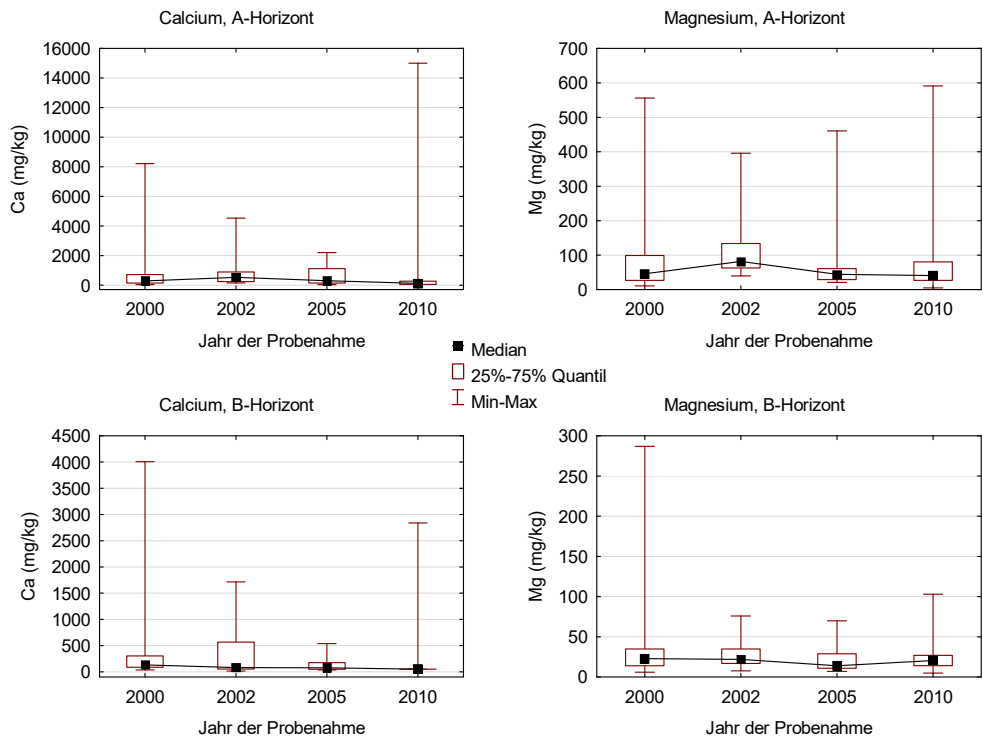 Calcium, A-Horizont
Ca (mg/kg)
16000
14000
12000
10000
8000
6000
4000
2000
0
2000 2002 2005 2010
Jahr der Probenahme
Magnesium, A-Horizont
Mg (mg/kg)
700
600
500
400
300
200
100
0
2000 2002 2005 2010
Jahr der Probenahme
Median
25%-75% Quantil
Min-Max
Calcium, B-Horizont
Ca (mg/kg)
4500
4000
3500
3000
2500
2000
1500
1000
500
0
2000 2002 2005 2010
Jahr der Probenahme
Magnesium, B-Horizont
Mg (mg/kg)
300
250
200
150
100
50
0
2000 2002 2005 2010
Jahr der Probenahme